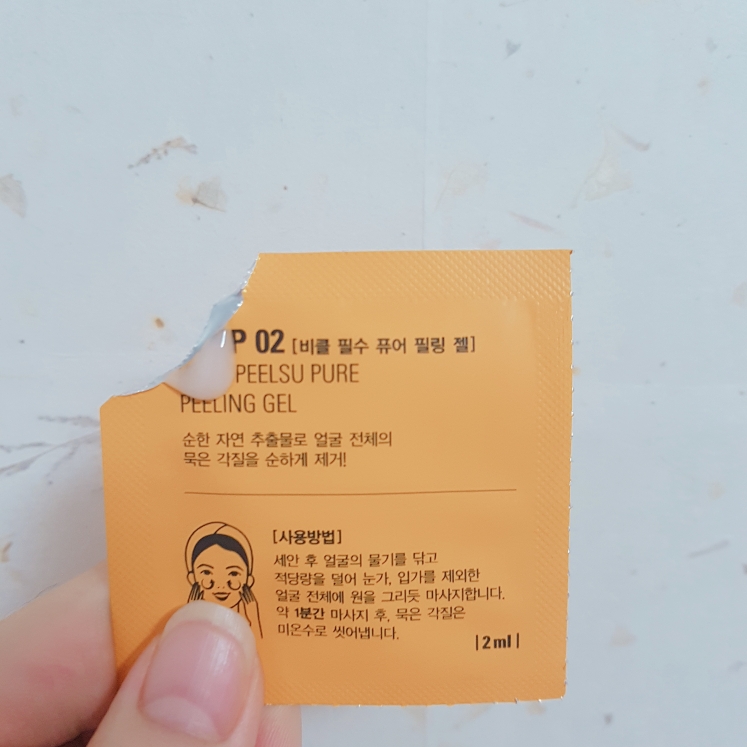 P 02 [비클 필수 퓨어 필링 젤]
PEELSU PURE
PEELING GEL
순한 자연 추출물로 얼굴 전체의
묵은 각질을 순하게 제거!
[사용방법]
세안 후 얼굴의 물기를 닦고
적당량을 덜어 눈가, 입가를 제외한
얼굴 전체에 원을 그리듯 마사지합니다.
약 1분간 마사지 후, 묵은 각질은
미온수로 씻어냅니다.
|2ml|